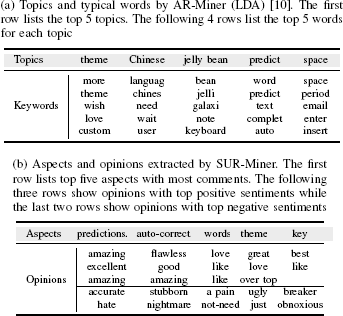 (a) Topics and typical words by AR-Miner (LDA) [10]. The first
row lists the top 5 topics. The following 4 rows list the top 5 words
for each topic
Topics theme Chinese jelly bean predict space
more languag bean word space
theme chines jelli predict period
Keywords wish need galaxi text email
love wait note complet enter
custom user keyboard auto insert
(b) Aspects and opinions extracted by SUR-Miner. The first
row lists top five aspects with most comments. The following
three rows show opinions with top positive sentiments while
the last two rows show opinions with top negative sentiments
Aspects predictions. auto-correct words theme key
amazing flawless love great best
excellent good like love like
Opinions amazing amazing like over top
accurate stubborn a pain ugly breaker
hate nightmare not-need just obnoxious